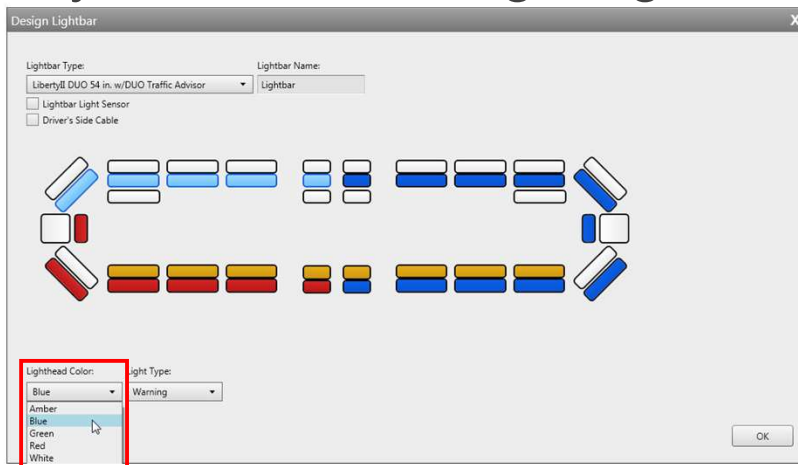 Design Lightbar
X
Lightbar Type:
Lightbar Name:
LibertyII DUO 54 in. w/DUO Traffic Advisor
Lightbar
Lightbar Light Sensor
Driver's Side Cable
Lighthead Color:
Light Type:
Blue
Warning
Amber
Blue
Green
Red
White
OK